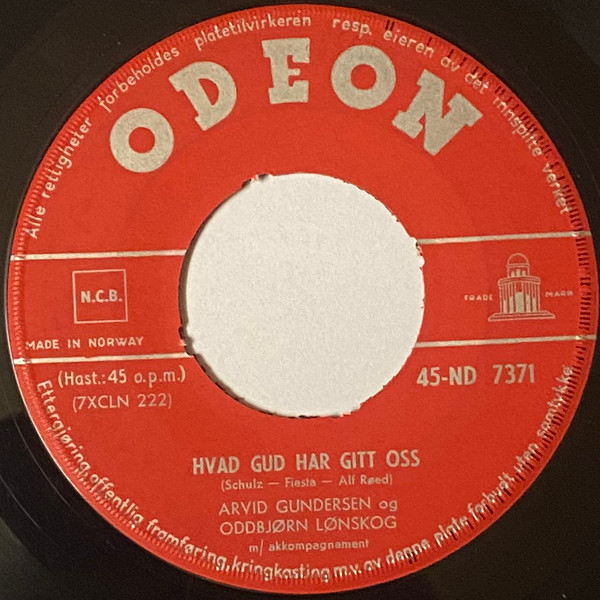 Alle rettigheter forbeholdes platetilvirkeren resp. eieren av det innspilte verket
ODEON
N.C.B.
TRADE MARK
MADE IN NORWAY
(Hast.: 45 o.p.m.)
45-ND 7371
(7XCLN 222)
HVAD GUD HAR GITT OSS
(Schulz — Fiesta — Alf Røed)
ARVID GUNDERSEN og
ODDBJØRN LØNSKOG
m/ akkompagnement
Ettergjøring, offentlig framføring, kringkasting m.v. av denne plate forbudt uten samtykke